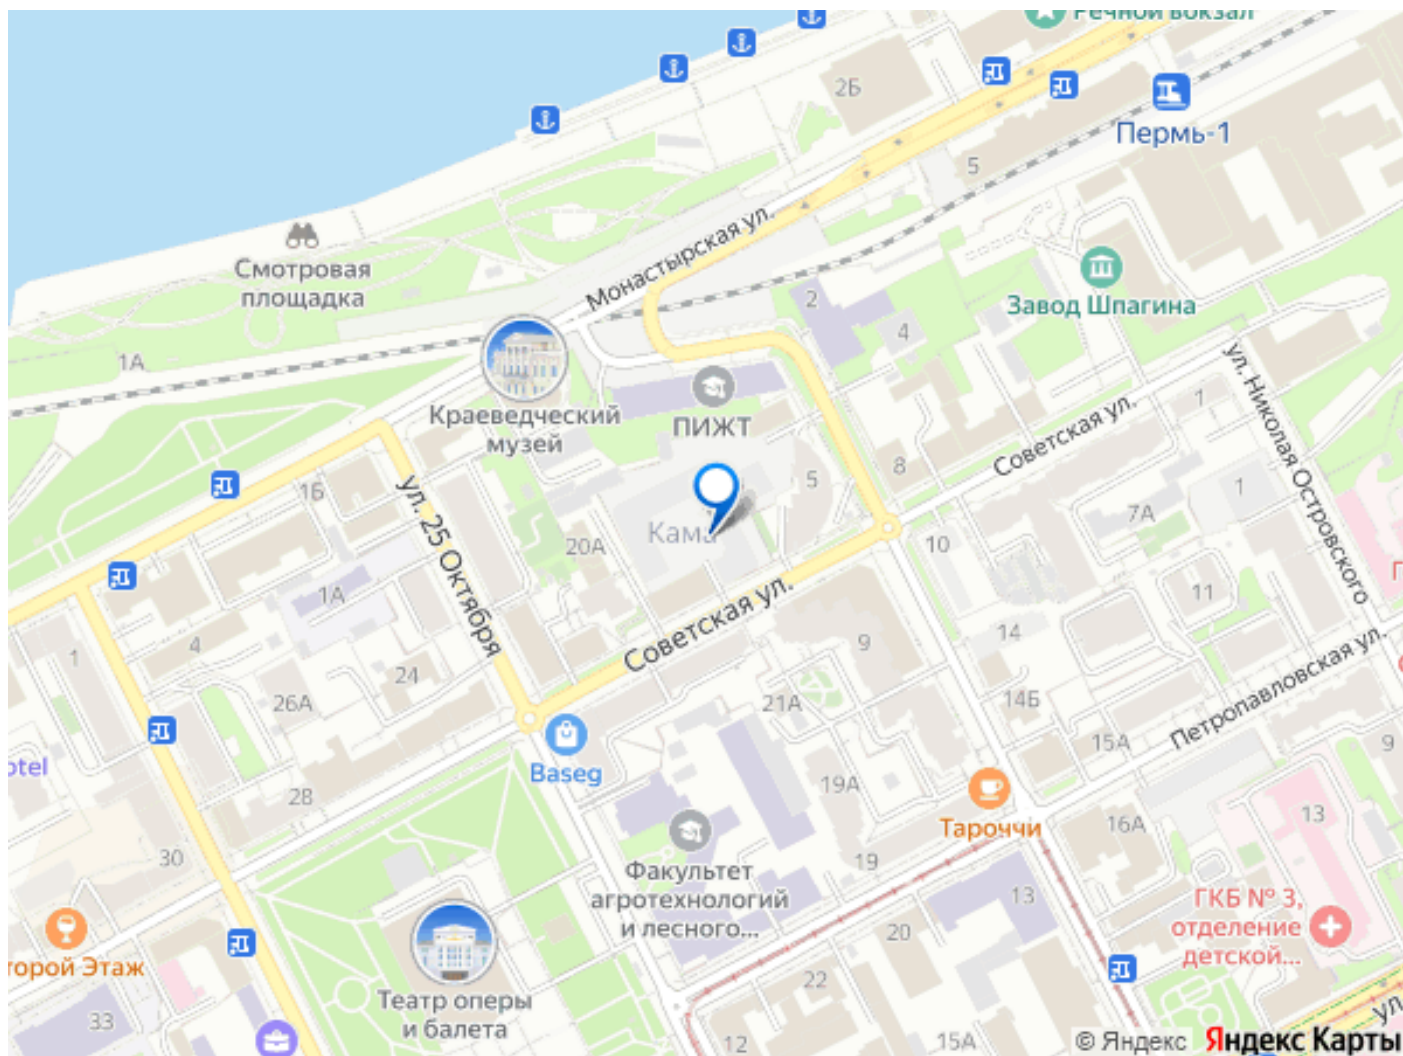 Речной вокзал
2Б
Пермь-1
5
Монастырская ул.
Смотровая
площадка
2
Завод Шпагина
4
1А
Краеведческий
музей
ПИЖТ
ул. Николая Островского
1
Советская ул.
8
5
1Б
ул. 25 Октября
1
7А
Кама
20А
10
1А
11
Советская ул.
14
9
4
1
24
26А
21А
14Б
Петропавловская ул.
15А
9
Baseg
19А
28
13
Тароччи
16А
30
19
Факультет
агротехнологий
и лесного...
13
ГКБ № 3,
отделение
детской...
20
22
Театр оперы
и балета
33
12
15А
ул.
© Яндекс Яндекс Карты